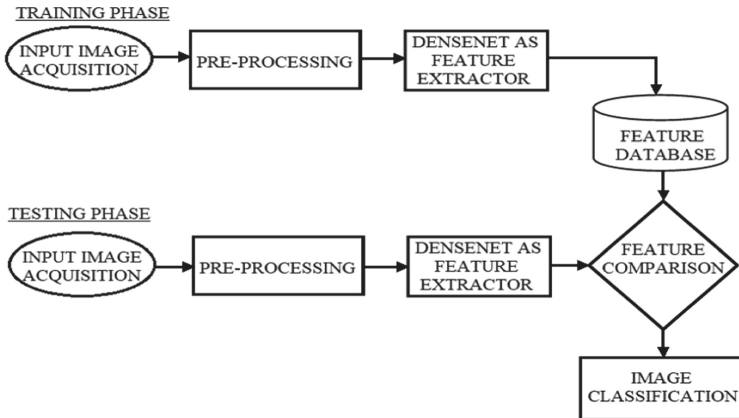 TRAINING PHASE
INPUT IMAGE
ACQUISITION
PRE-PROCESSING
DENSENET AS
FEATURE
EXTRACTOR
FEATURE
DATABASE
TESTING PHASE
INPUT IMAGE
ACQUISITION
PRE-PROCESSING
DENSENET AS
FEATURE
EXTRACTOR
FEATURE
COMPARISON
IMAGE
CLASSIFICATION